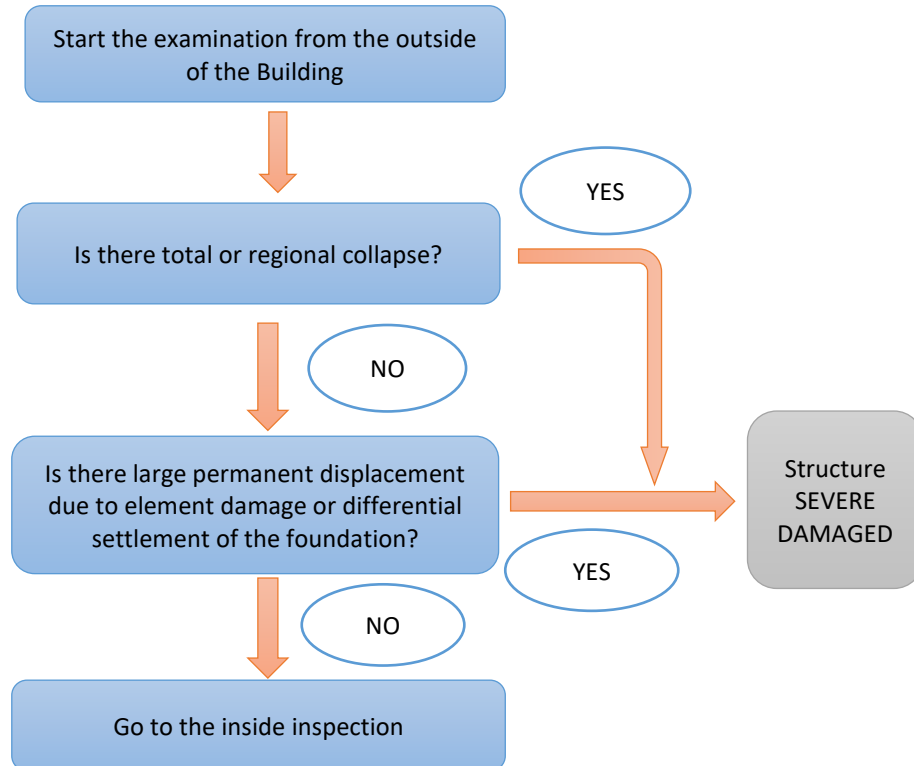 Start the examination from the outside
of the Building
YES
Is there total or regional collapse?
NO
Is there large permanent displacement
due to element damage or differential
settlement of the foundation?
Structure
SEVERE
DAMAGED
YES
NO
Go to the inside inspection